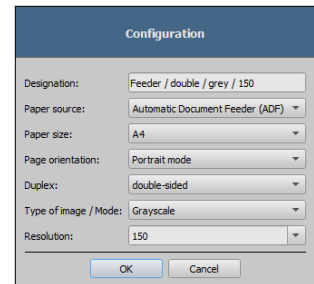 Configuration
Designation: Feeder / double / grey / 150
Paper source: Automatic Document Feeder (ADF)
Paper size: A4
Page orientation: Portrait mode
Duplex: double-sided
Type of image / Mode: Grayscale
Resolution: 150
OK Cancel